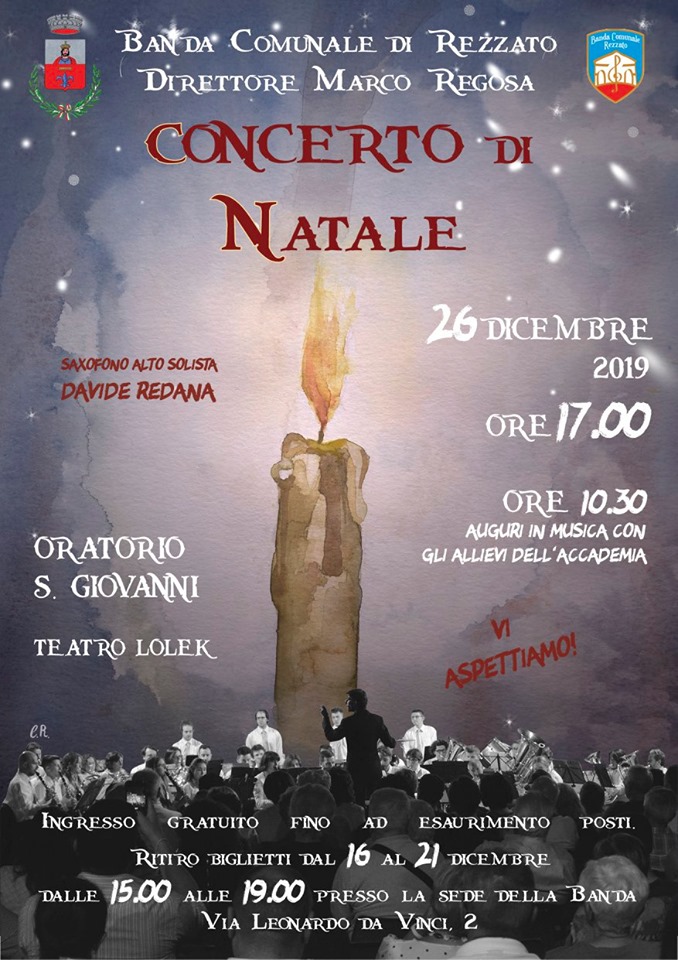 Banda Comunale di Rezzato
Direttore Marco Regosa
Banda Comunale
Rezzato
Concerto di
Natale
26 dicembre
2019
ore 17.00
Saxofono alto solista
Davide Redana
ore 10.30
Auguri in musica con
gli allievi dell'Accademia
Oratorio
S. Giovanni
Teatro Lolek
Vi
aspettiamo!
C.R.
Ingresso gratuito fino ad esaurimento posti.
Ritiro biglietti dal 16 al 21 dicembre
dalle 15.00 alle 19.00 presso la sede della Banda
Via Leonardo da Vinci, 2